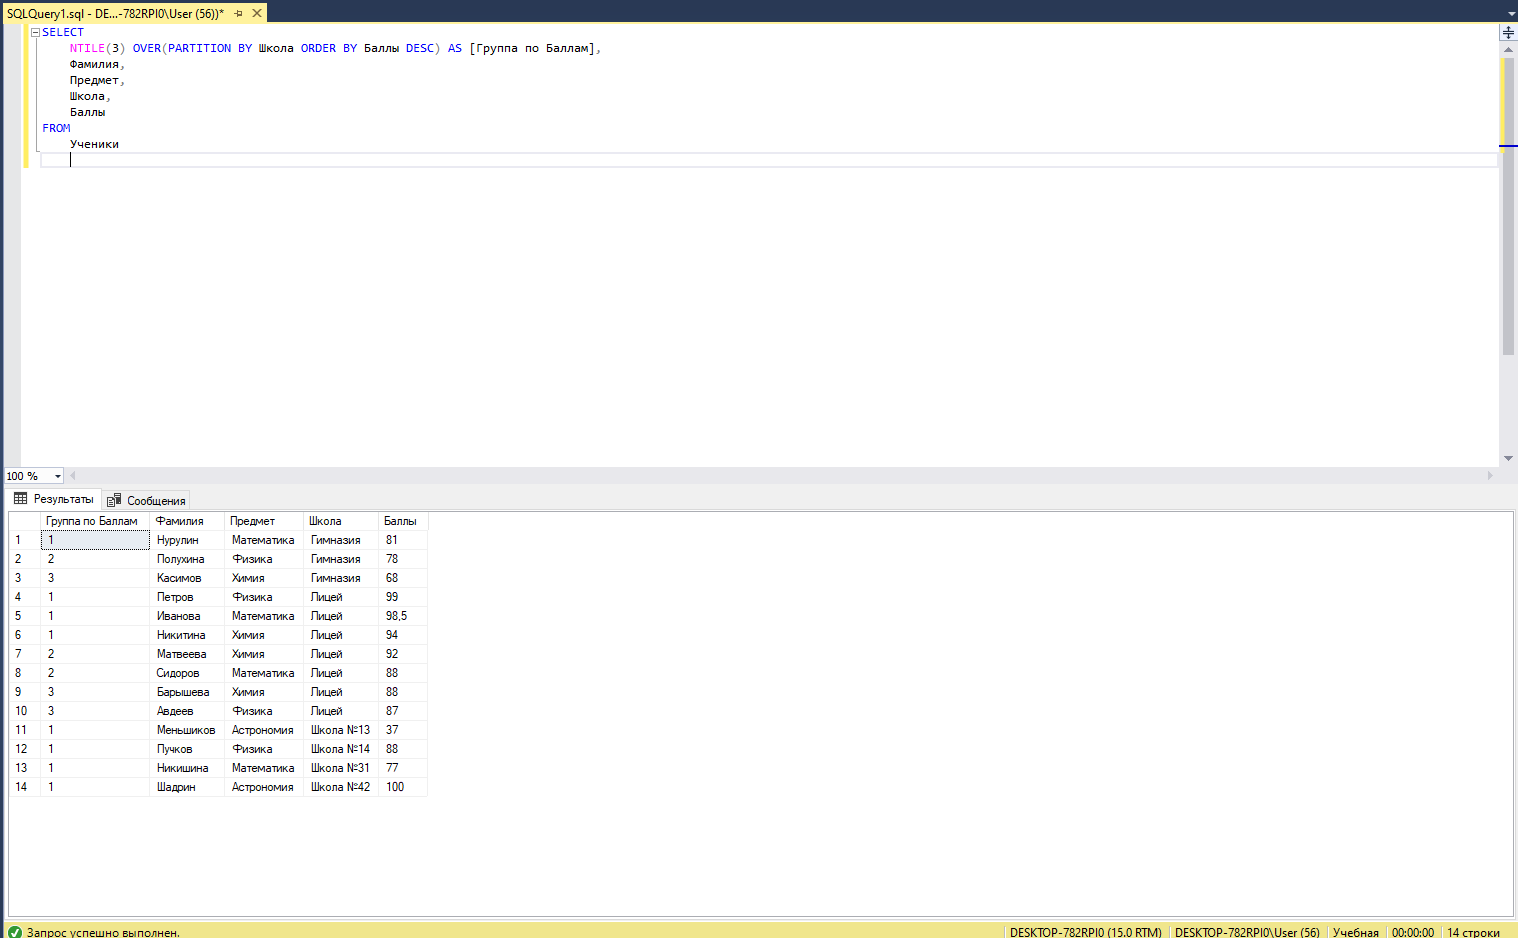 SQLQuery1.sql - DE...-782RPI0\User (56))*
SELECT
NTILE(3) OVER(PARTITION BY Школа ORDER BY Баллы DESC) AS [Группа по Баллам],
Фамилия,
Предмет,
Школа,
Баллы
FROM
Ученики
100 %
Результаты Сообщения
Группа по Баллам Фамилия Предмет Школа Баллы
1 1 Нурулин Математика Гимназия 81
2 2 Полухина Физика Гимназия 78
3 3 Касимов Химия Гимназия 68
4 1 Петров Физика Лицей 99
5 1 Иванова Математика Лицей 98,5
6 1 Никитина Химия Лицей 94
7 2 Матвеева Химия Лицей 92
8 2 Сидоров Математика Лицей 88
9 3 Барышева Химия Лицей 88
10 3 Авдеев Физика Лицей 87
11 1 Меньшиков Астрономия Школа №13 37
12 1 Пучков Физика Школа №14 88
13 1 Никишина Математика Школа №31 77
14 1 Шадрин Астрономия Школа №42 100
Запрос успешно выполнен. DESKTOP-782RPI0 (15.0 RTM) DESKTOP-782RPI0\User (56) Учебная 00:00:00 14 строки